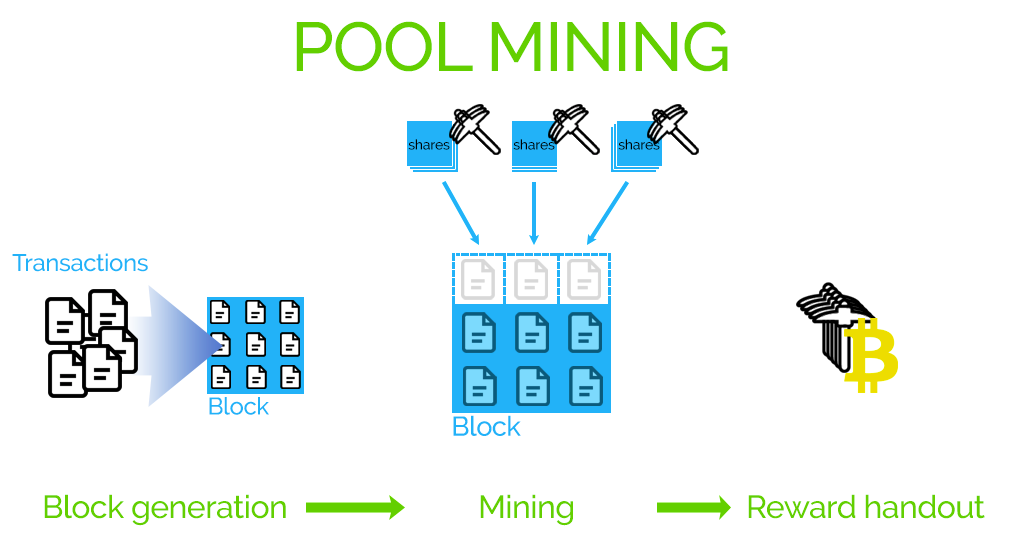 POOL MINING
shares
shares
shares
Transactions
Block
Block
Block generation
Mining
Reward handout